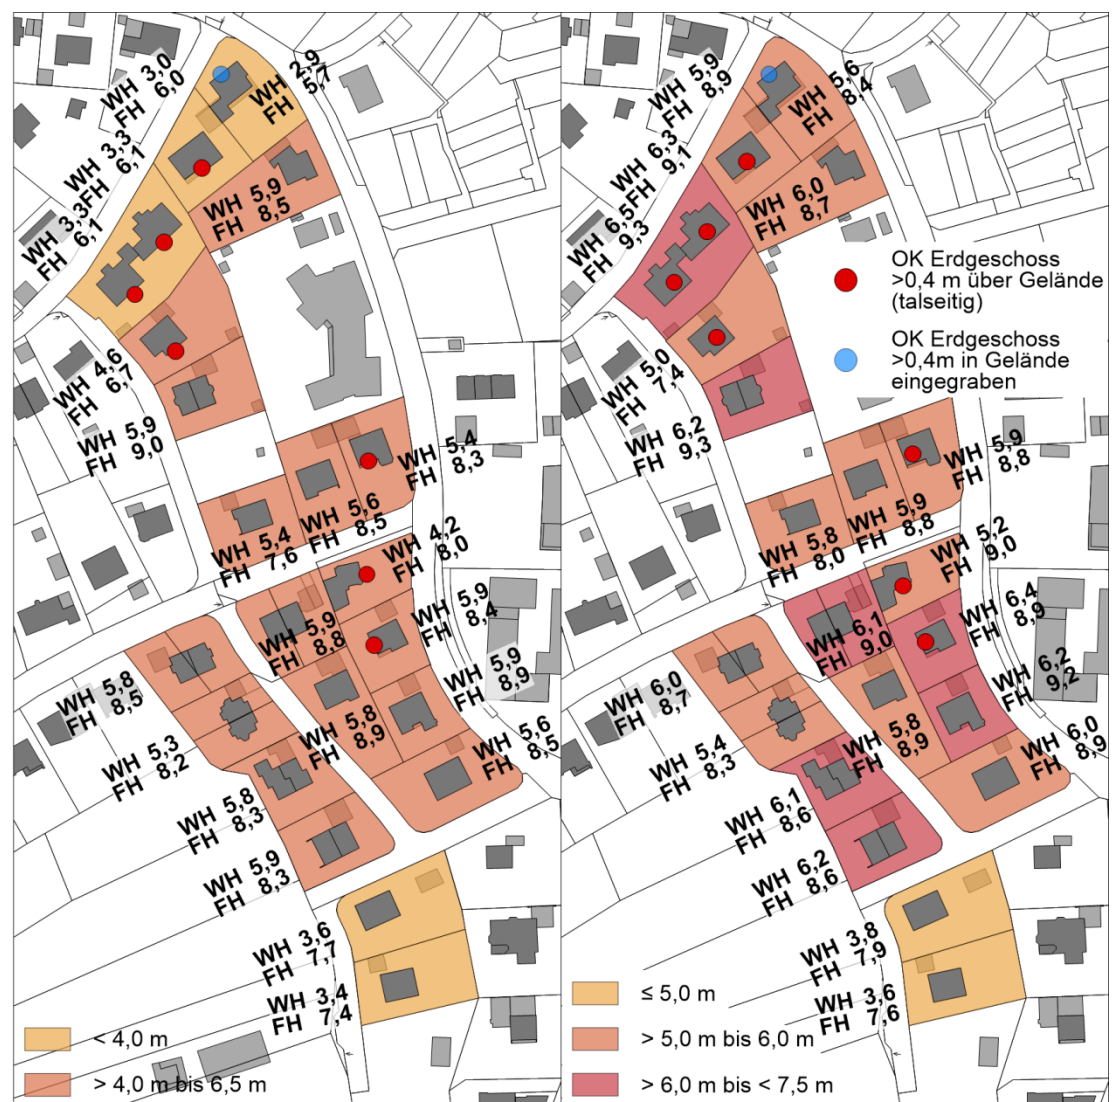 WH 3,0
FH 6,0
WH 2,9
FH 5,7
WH 3,3
FH 6,1
WH 5,9
FH 8,5
WH 3,3
FH 6,1
WH 4,6
FH 6,7
WH 5,9
FH 9,0
WH 5,4
FH 8,3
WH 5,6
FH 8,5
WH 5,4
FH 7,6
WH 4,2
FH 8,0
WH 5,9
FH 8,4
WH 5,9
FH 8,8
WH 5,9
FH 8,9
WH 5,8
FH 8,5
WH 5,8
FH 8,9
WH 5,6
FH 8,5
WH 5,3
FH 8,2
WH 5,8
FH 8,3
WH 5,9
FH 8,3
WH 3,6
FH 7,7
WH 3,4
FH 7,4
< 4,0 m
> 4,0 m bis 6,5 m
WH 5,9
FH 8,9
WH 5,6
FH 8,4
WH 6,3
FH 9,1
WH 6,0
FH 8,7
WH 6,5
FH 9,3
OK Erdgeschoss
>0,4 m über Gelände
(talseitig)
OK Erdgeschoss
>0,4m in Gelände
eingegraben
WH 5,0
FH 7,4
WH 6,2
FH 9,3
WH 5,9
FH 8,8
WH 5,9
FH 8,8
WH 5,8
FH 8,0
WH 5,2
FH 9,0
WH 6,4
FH 8,9
WH 6,1
FH 9,0
WH 6,2
FH 9,2
WH 6,0
FH 8,7
WH 5,8
FH 8,9
WH 6,0
FH 8,9
WH 5,4
FH 8,3
WH 6,1
FH 8,6
WH 6,2
FH 8,6
WH 3,8
FH 7,9
WH 3,6
FH 7,6
≤ 5,0 m
> 5,0 m bis 6,0 m
> 6,0 m bis < 7,5 m